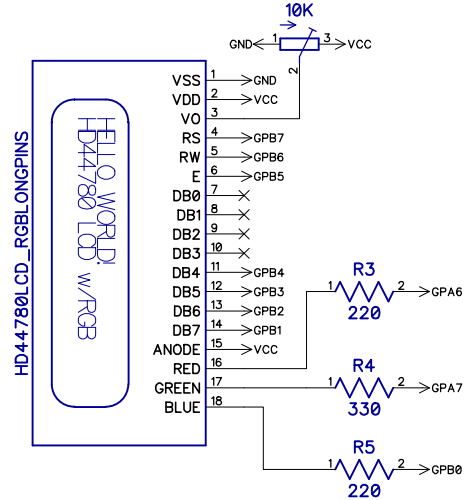 10K
GND 1 3 VCC
2
VSS 1 GND
VDD 2 VCC
VO 3
RS 4 GPB7
RW 5 GPB6
E 6 GPB5
DB0 7
DB1 8
DB2 9
DB3 10
DB4 11 GPB4
DB5 12 GPB3
DB6 13 GPB2
DB7 14 GPB1
ANODE 15 VCC
RED 16
GREEN 17
BLUE 18
HD44780LCD_RGBLONGPINS
HELLO WORLD!
HD44780 LCD w/RGB
R3
1 2 GPA6
220
R4
1 2 GPA7
330
R5
1 2 GPB0
220